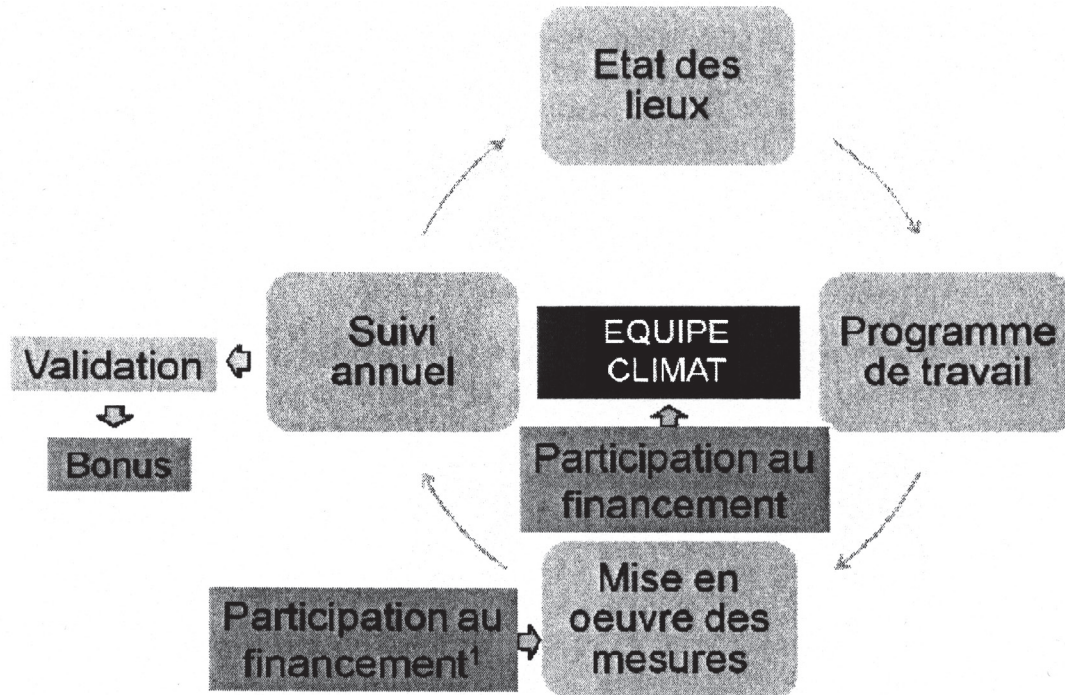 Etat des
lieux
Suivi
annuel
EQUIPE
CLIMAT
Programme
de travail
Validation
Bonus
Participation au
financement
Mise en
oeuvre des
mesures
Participation au
financement¹